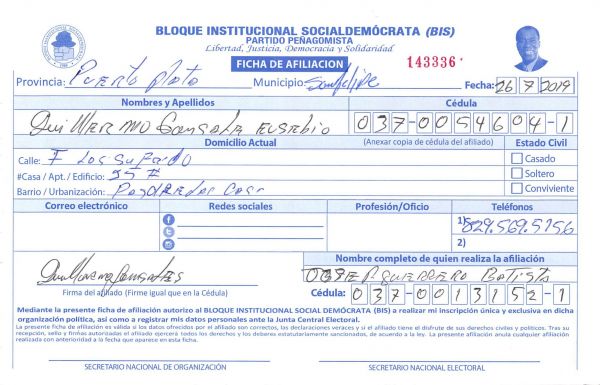 BLOQUE INSTITUCIONAL SOCIALDEMÓCRATA (BIS)
PARTIDO PEÑAGOMISTA
Libertad, Justicia, Democracia y Solidaridad
FICHA DE AFILIACION
143336
Provincia: Puerto Plata Municipio: San Felipe Fecha: 26 7 2019
Nombres y Apellidos Cédula
Guillermo Gonsale Eusebio 037-0054604-1
Domicilio Actual (Anexar copia de cédula del afiliado) Estado Civil
Calle:
#Casa / Apt. / Edificio: 35
Barrio / Urbanización:
Casado
Soltero
Conviviente
Correo electrónico Redes sociales Profesión/Oficio Teléfonos
1) 829.569.5756
2)
Nombre completo de quien realiza la afiliación
Batista
Firma del afiliado (Firme igual que en la Cédula) Cédula: 037-0013152-1
Mediante la presente ficha de afiliación autorizo al BLOQUE INSTITUCIONAL SOCIAL DEMÓCRATA (BIS) a realizar mi inscripción única y exclusiva en dicha
organización política, así como a registrar mis datos personales ante la Junta Central Electoral.
La presente ficha de afiliación es válida si los datos ofrecidos por el afiliado son correctos, las declaraciones veraces y si el afiliado tiene el disfrute de sus derechos civiles y políticos. Tras su
recepción, sello y firmas autorizadas el afiliado ejercerá todos los derechos y los deberes estatutariamente sancionados, de acuerdo a la ley. La presente afiliación anula cualquier afiliación
realizada con anterioridad a la fecha que aparece en esta ficha.
SECRETARIO NACIONAL DE ORGANIZACIÓN SECRETARIO NACIONAL ELECTORAL